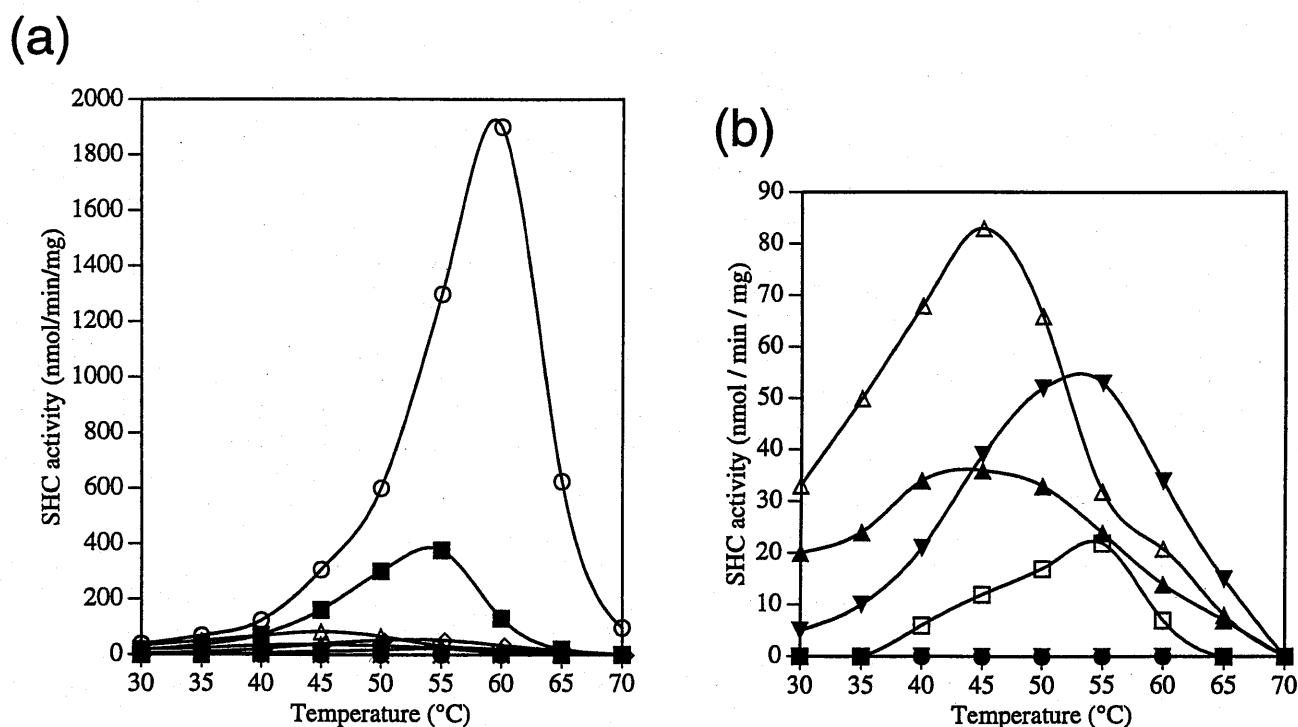 (a)
2000
1800
1600
1400
1200
1000
800
600
400
200
0
SHC activity (nmol/min/mg)
30 35 40 45 50 55 60 65 70
Temperature (°C)
(b)
90
80
70
60
50
40
30
20
10
0
SHC activity (nmol / min / mg)
30 35 40 45 50 55 60 65 70
Temperature (°C)